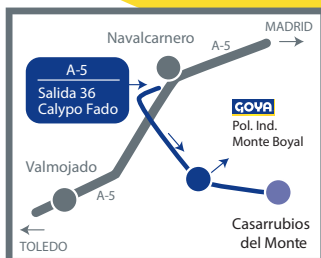 MADRID
Navalcarnero
A-5
A-5
Salida 36
Calypo Fado
GOYA
Pol. Ind.
Monte Boyal
Valmojado
A-5
Casarrubios
del Monte
TOLEDO